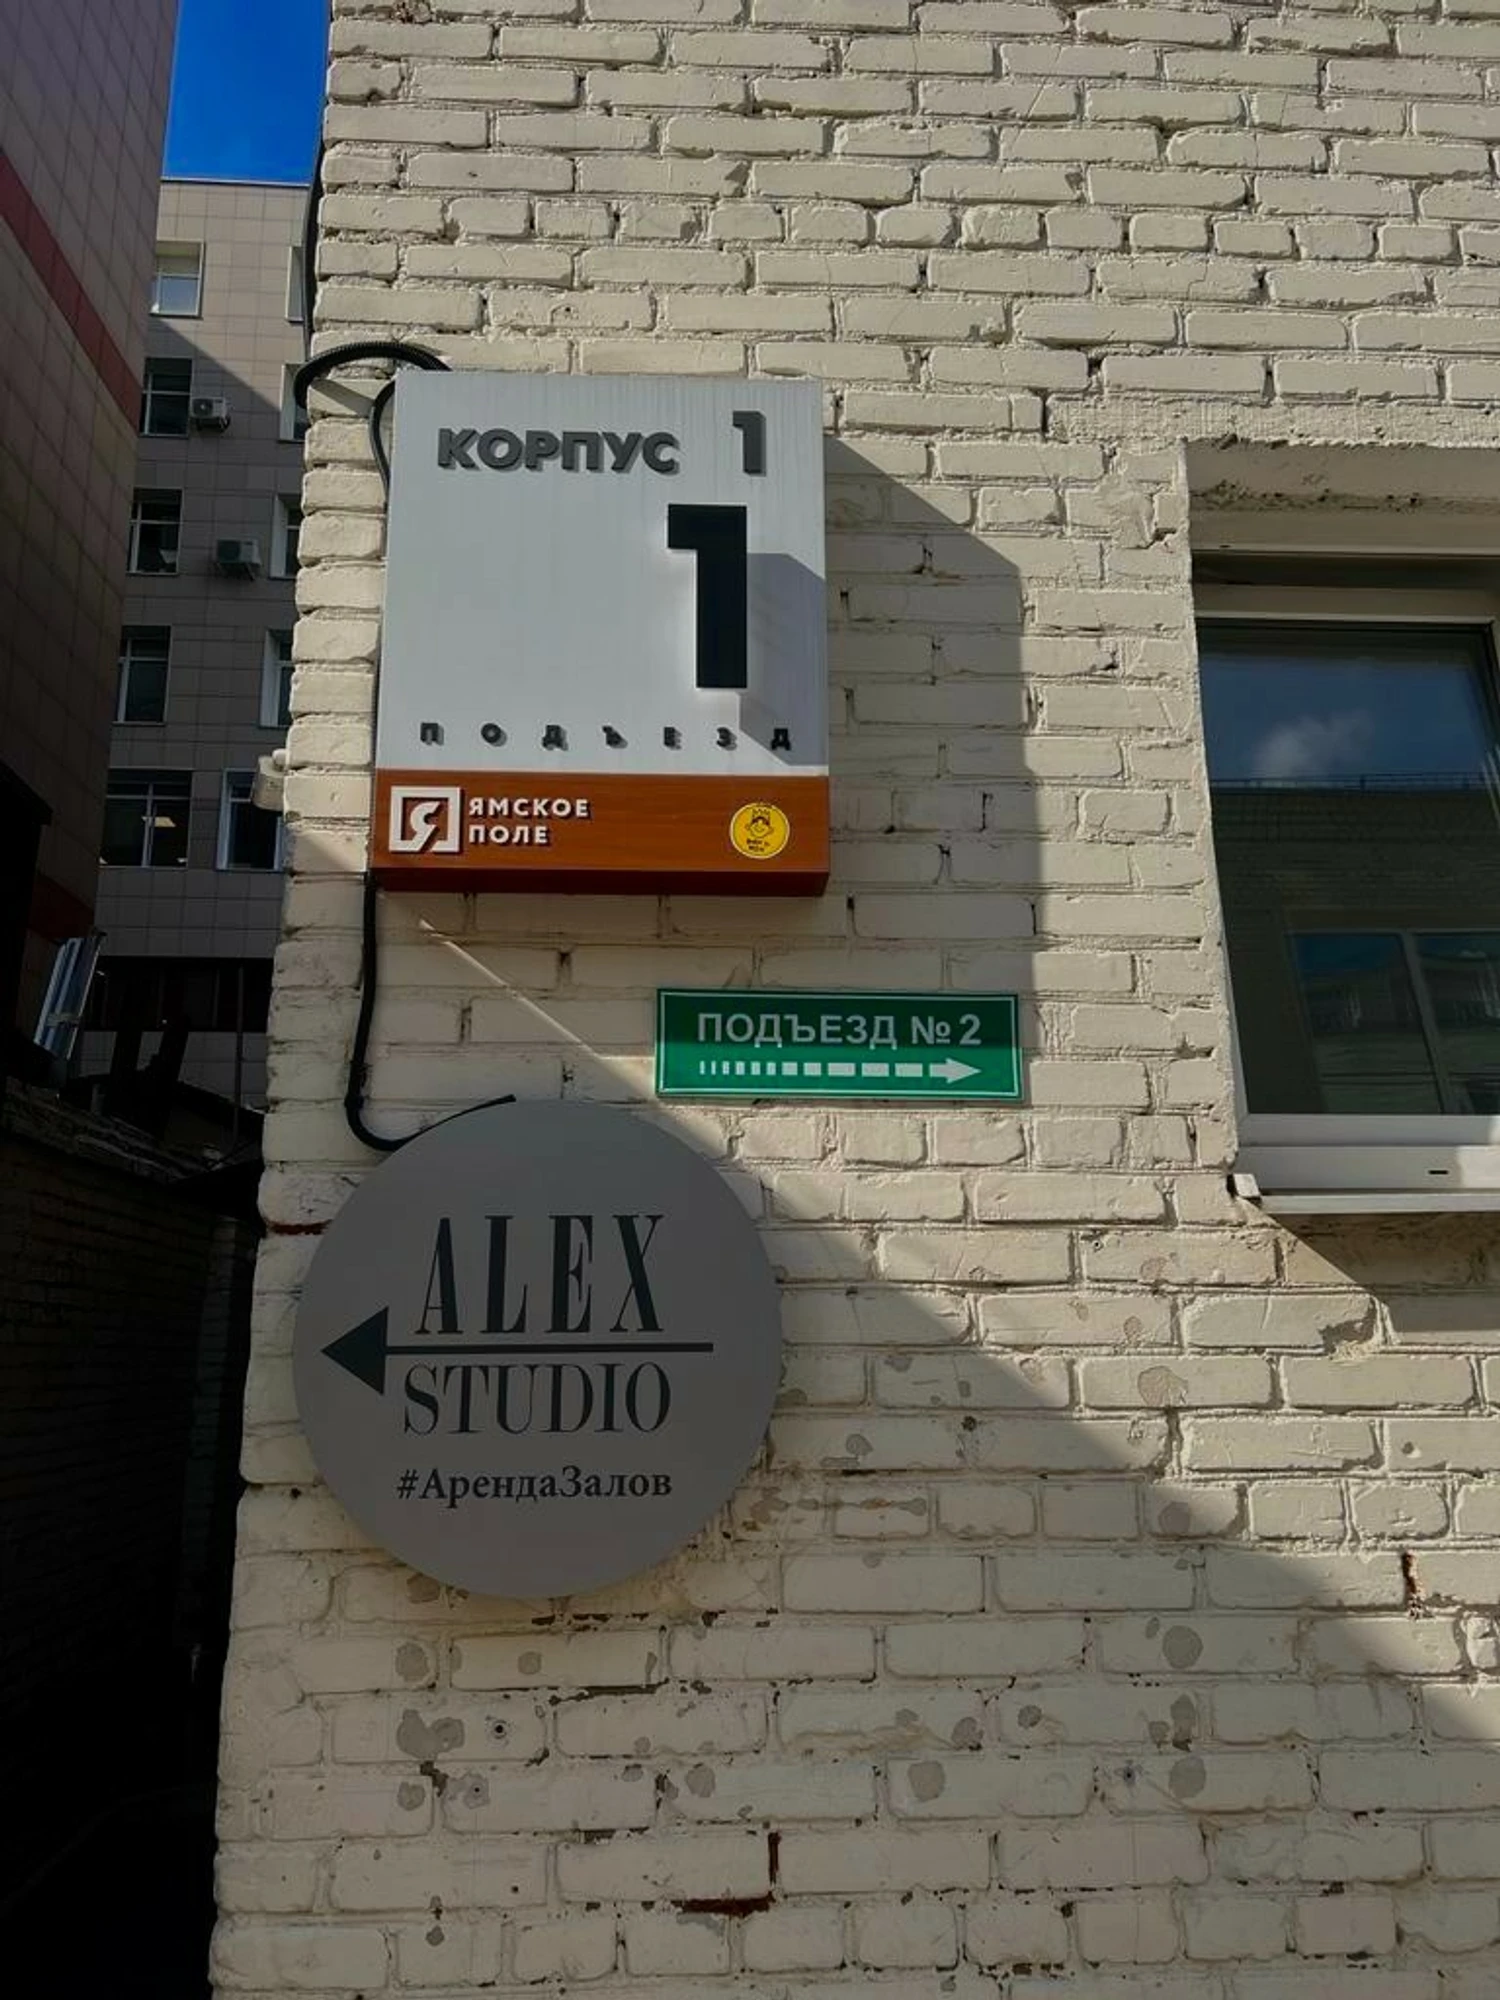 КОРПУС 1
1
ПОДЪЕЗД
ЯМСКОЕ
ПОЛЕ
ПОДЪЕЗД №2
ALEX
STUDIO
#АрендаЗалов